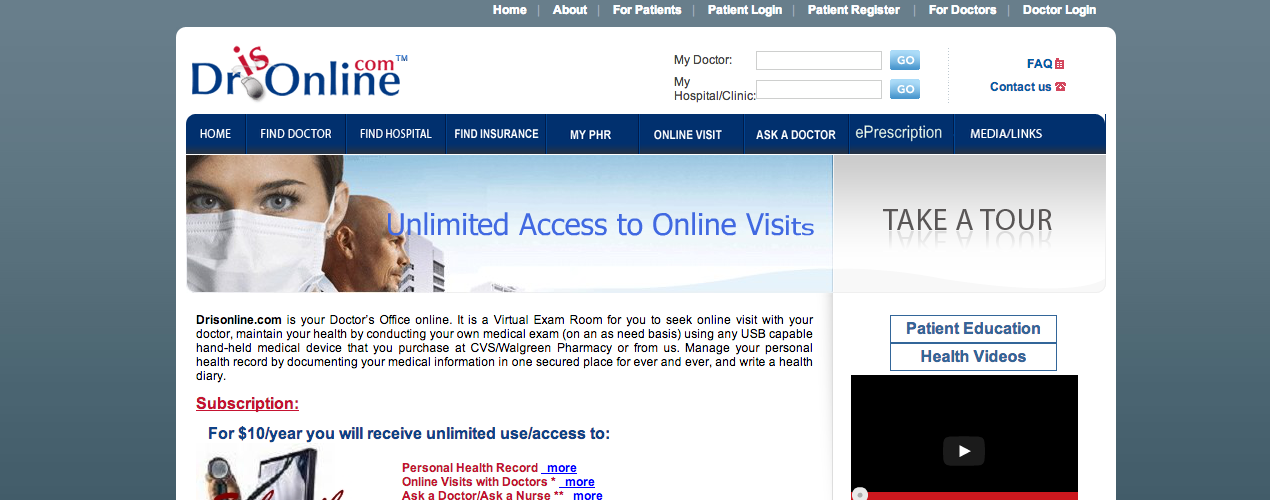 Home | About | For Patients | Patient Login | Patient Register | For Doctors | Doctor Login
DrisOnline.com™
My Doctor: GO
My
Hospital/Clinic: GO
FAQ
Contact us
HOME FIND DOCTOR FIND HOSPITAL FIND INSURANCE MY PHR ONLINE VISIT ASK A DOCTOR ePrescription MEDIA/LINKS
Unlimited Access to Online Visits
TAKE A TOUR
Drisonline.com is your Doctor's Office online. It is a Virtual Exam Room for you to seek online visit with your
doctor, maintain your health by conducting your own medical exam (on an as need basis) using any USB capable
hand-held medical device that you purchase at CVS/Walgreen Pharmacy or from us. Manage your personal
health record by documenting your medical information in one secured place for ever and ever, and write a health
diary.
Subscription:
For $10/year you will receive unlimited use/access to:
Personal Health Record more
Online Visits with Doctors * more
Ask a Doctor/Ask a Nurse ** more
Patient Education
Health Videos